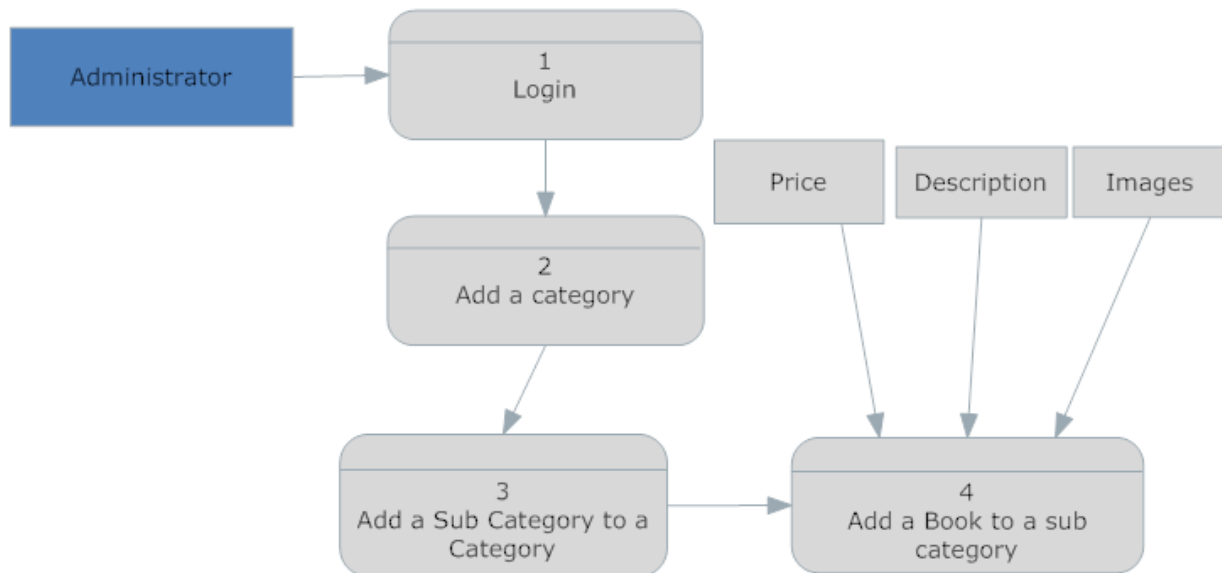 Administrator
1
Login
Price
Description
Images
2
Add a category
3
Add a Sub Category to a
Category
4
Add a Book to a sub
category